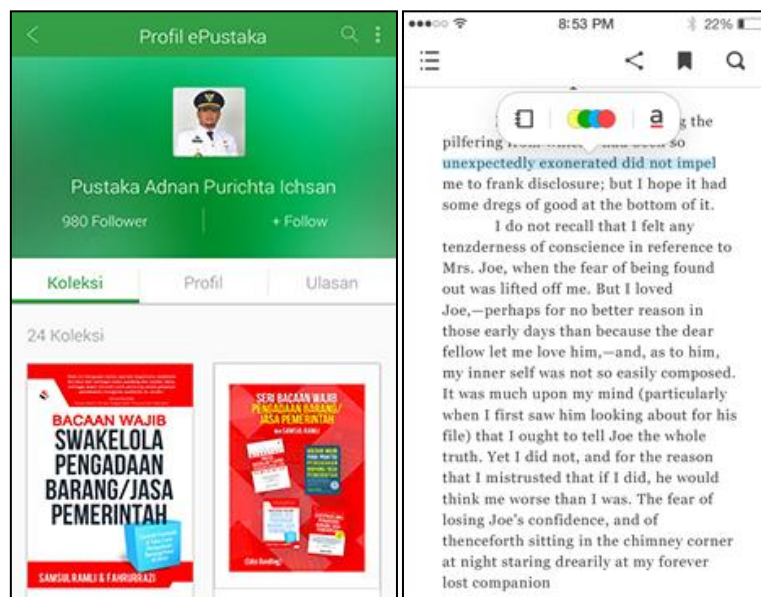 Profil ePustaka
Pustaka Adnan Purichta Ichsan
980 Follower
+ Follow
Koleksi
Profil
Ulasan
24 Koleksi
BACAAN WAJIB
SWAKELOLA
PENGADAAN
BARANG/JASA
PEMERINTAH
SAMSUL RAMLI & FAHRURRAZI
SERI BACAAN WAJIB
PENGADAAN BARANG/
JASA PEMERINTAH
SAMSUL RAMLI
8:53 PM
22%
a
g the
pilfering from which I had been so
unexpectedly exonerated did not impel
me to frank disclosure; but I hope it had
some dregs of good at the bottom of it.
I do not recall that I felt any
tenzderness of conscience in reference to
Mrs. Joe, when the fear of being found
out was lifted off me. But I loved
Joe,—perhaps for no better reason in
those early days than because the dear
fellow let me love him,—and, as to him,
my inner self was not so easily composed.
It was much upon my mind (particularly
when I first saw him looking about for his
file) that I ought to tell Joe the whole
truth. Yet I did not, and for the reason
that I mistrusted that if I did, he would
think me worse than I was. The fear of
losing Joe's confidence, and of
thenceforth sitting in the chimney corner
at night staring drearily at my forever
lost companion